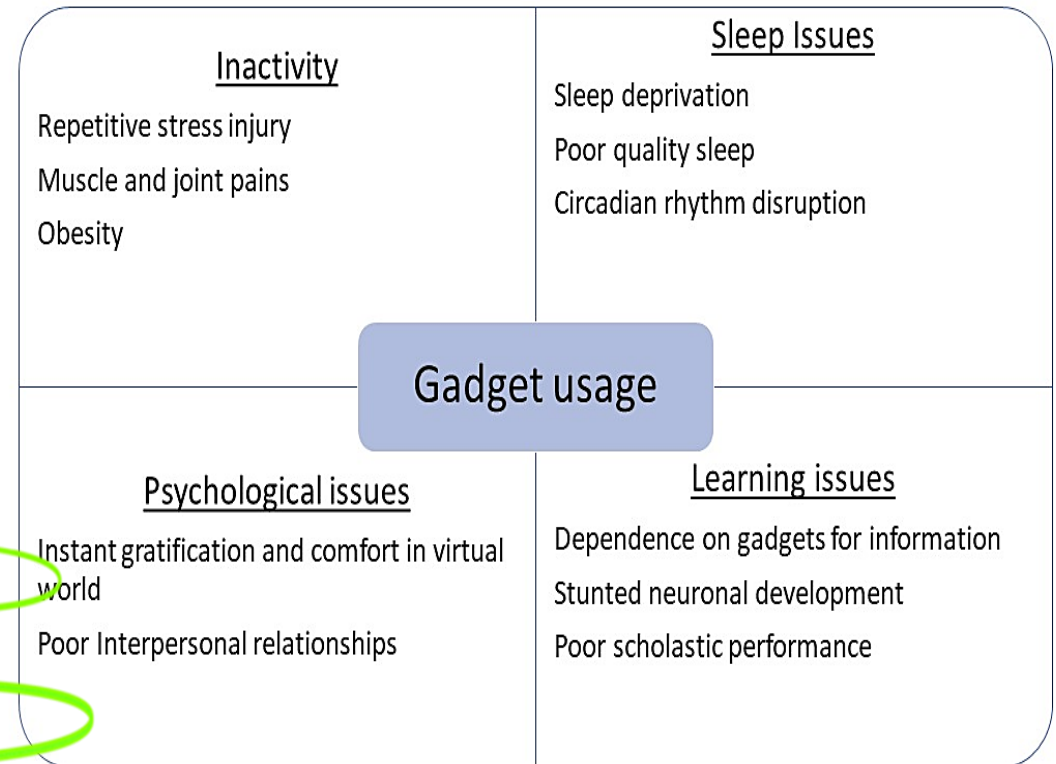 Inactivity
Repetitive stress injury
Muscle and joint pains
Obesity
Sleep Issues
Sleep deprivation
Poor quality sleep
Circadian rhythm disruption
Gadget usage
Psychological issues
Instant gratification and comfort in virtual
world
Poor Interpersonal relationships
Learning issues
Dependence on gadgets for information
Stunted neuronal development
Poor scholastic performance